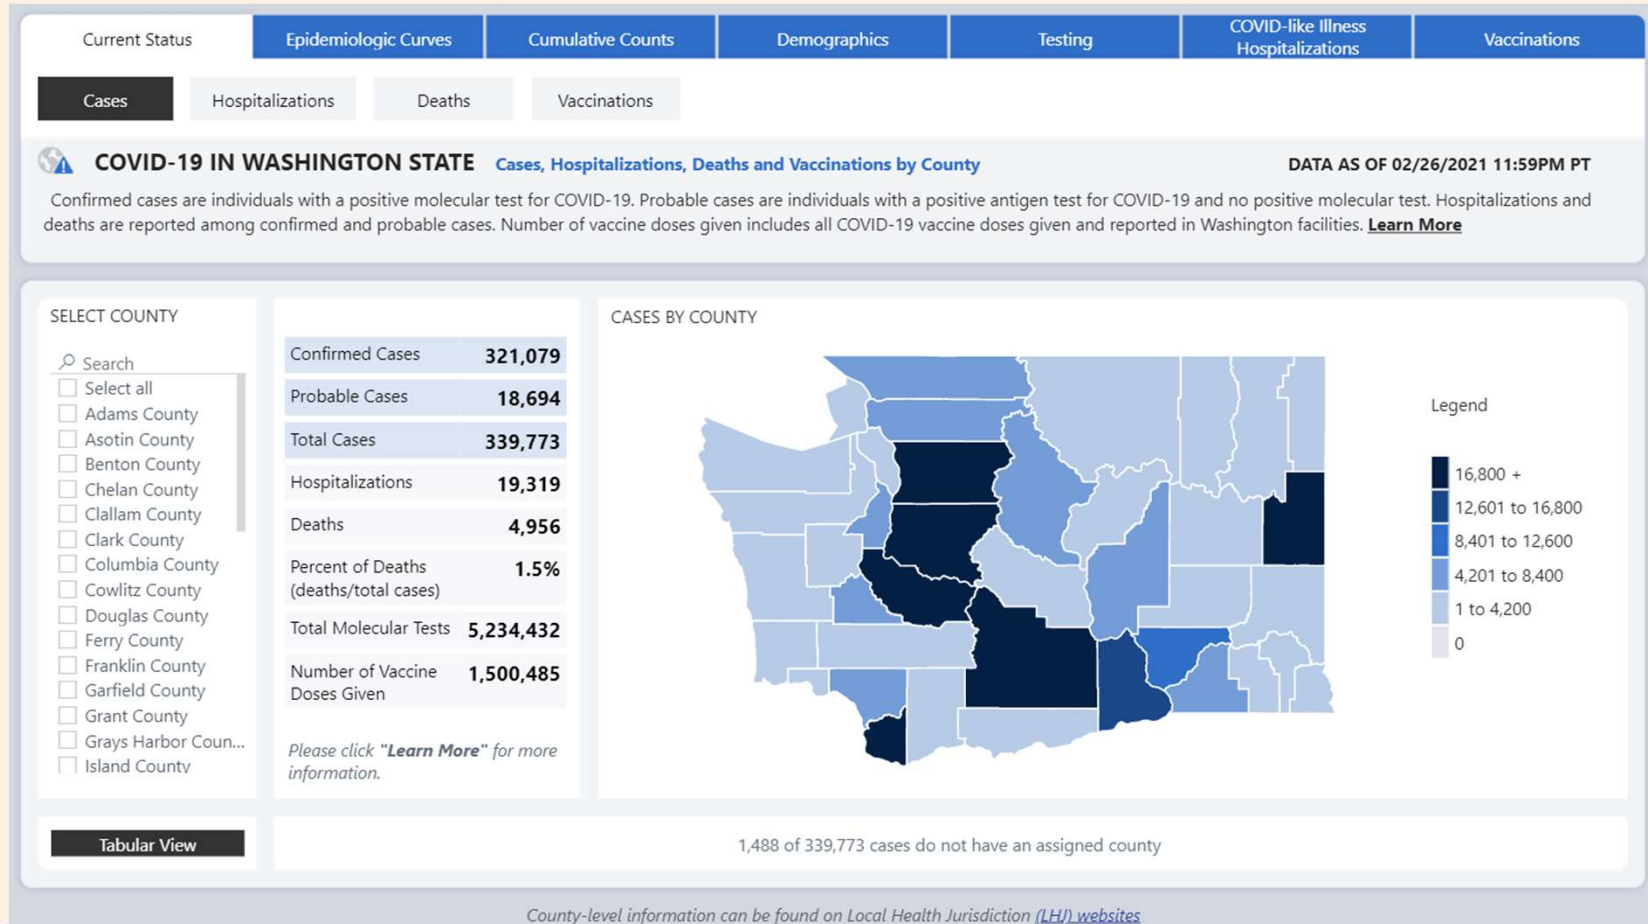 Current Status
Epidemiologic Curves
Cumulative Counts
Demographics
Testing
COVID-like Illness
Hospitalizations
Vaccinations
Cases
Hospitalizations
Deaths
Vaccinations
COVID-19 IN WASHINGTON STATE
Cases, Hospitalizations, Deaths and Vaccinations by County
DATA AS OF 02/26/2021 11:59PM PT
Confirmed cases are individuals with a positive molecular test for COVID-19. Probable cases are individuals with a positive antigen test for COVID-19 and no positive molecular test. Hospitalizations and
deaths are reported among confirmed and probable cases. Number of vaccine doses given includes all COVID-19 vaccine doses given and reported in Washington facilities. Learn More
SELECT COUNTY
Search
Select all
Adams County
Asotin County
Benton County
Chelan County
Clallam County
Clark County
Columbia County
Cowlitz County
Douglas County
Ferry County
Franklin County
Garfield County
Grant County
Grays Harbor Coun...
Island County
Tabular View
Confirmed Cases 321,079
Probable Cases 18,694
Total Cases 339,773
Hospitalizations 19,319
Deaths 4,956
Percent of Deaths 1.5%
(deaths/total cases)
Total Molecular Tests 5,234,432
Number of Vaccine 1,500,485
Doses Given
Please click "Learn More" for more
information.
CASES BY COUNTY
Legend
16,800 +
12,601 to 16,800
8,401 to 12,600
4,201 to 8,400
1 to 4,200
0
1,488 of 339,773 cases do not have an assigned county
County-level information can be found on Local Health Jurisdiction (LHJ) websites